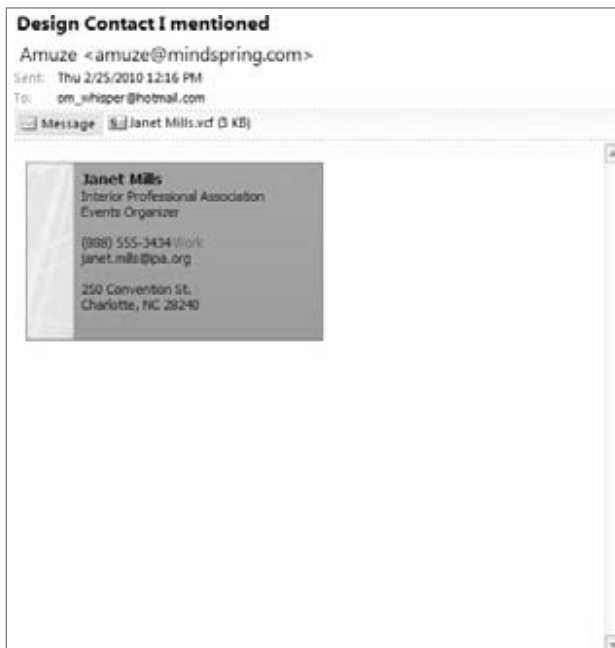 Design Contact I mentioned
Amuze <amuze@mindspring.com>
Sent: Thu 2/25/2010 12:16 PM
To: om_whisper@hotmail.com
Message Janet Mills.vcf (3 KB)
Janet Mills
Interior Professional Association
Events Organizer
(888) 555-3434 Work
janet.mills@ipa.org
250 Convention St.
Charlotte, NC 28240